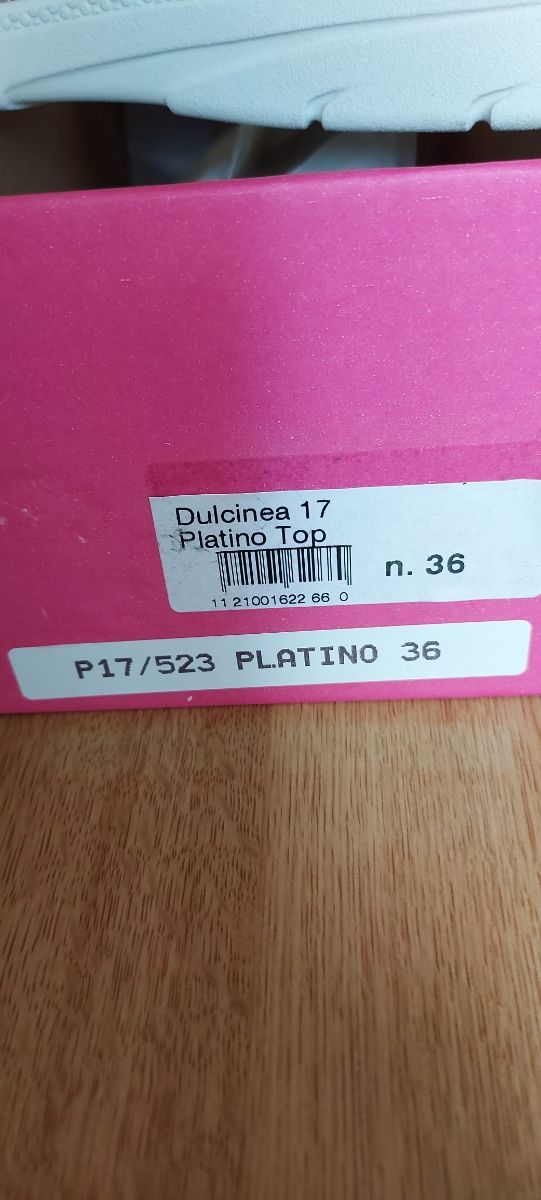 Dulcinea 17
Platino Top
n. 36
11 21001622 66 0
P17/523 PLATINO 36